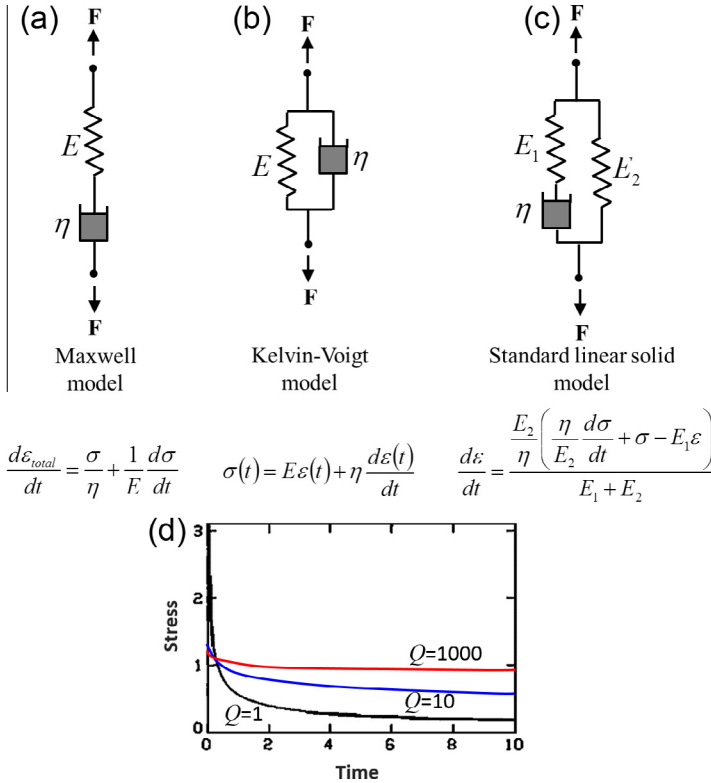 (a) (b) (c)
F F F
E
η
E
η
E₁
E₂
η
F F F
Maxwell model
Kelvin-Voigt model
Standard linear solid model
dε_total/dt = σ/η + (1/E) dσ/dt
σ(t) = Eε(t) + η dε(t)/dt
dε/dt = (E₂/η (η/E₂ dσ/dt + σ − E₁ε))/(E₁ + E₂)
(d)
3
2
1
0
Stress
Q=1000
Q=10
Q=1
0 2 4 6 8 10
Time